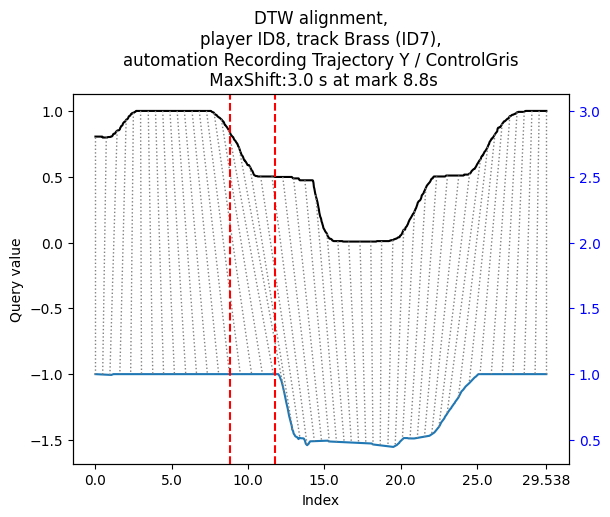 DTW alignment,
player ID8, track Brass (ID7),
automation Recording Trajectory Y / ControlGris
MaxShift:3.0 s at mark 8.8s
1.0
0.5
0.0
−0.5
−1.0
−1.5
Query value
3.0
2.5
2.0
1.5
1.0
0.5
0.0 5.0 10.0 15.0 20.0 25.0 29.538
Index